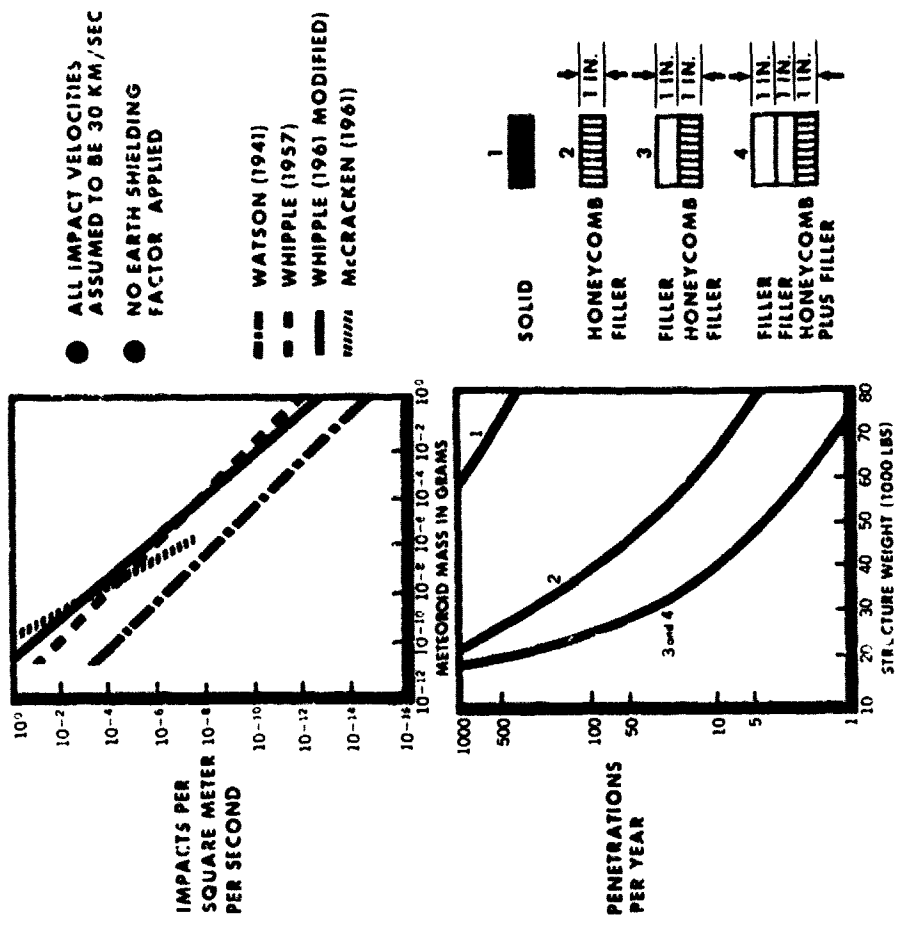 ● ALL IMPACT VELOCITIES
ASSUMED TO BE 30 KM/SEC
● NO EARTH SHIELDING
FACTOR APPLIED
WATSON (1941)
WHIPPLE (1957)
WHIPPLE (1961 MODIFIED)
McCRACKEN (1961)
IMPACTS PER
SQUARE METER
PER SECOND
10⁰
10⁻²
10⁻⁴
10⁻⁶
10⁻⁸
10⁻¹⁰
10⁻¹²
10⁻¹⁴
10⁻¹⁶
10⁻¹² 10⁻¹⁰ 10⁻⁸ 10⁻⁶ 10⁻⁴ 10⁻² 10⁰
METEOROID MASS IN GRAMS
PENETRATIONS
PER YEAR
1000
500
100
50
10
5
1
1
2
3 and 4
10 20 30 40 50 60 70 80
STRUCTURE WEIGHT (1000 LBS)
1
SOLID
2
HONEYCOMB 1 IN.
FILLER
3
FILLER 1 IN.
HONEYCOMB 1 IN.
FILLER
4
FILLER 1 IN.
FILLER 1 IN.
HONEYCOMB 1 IN.
PLUS FILLER